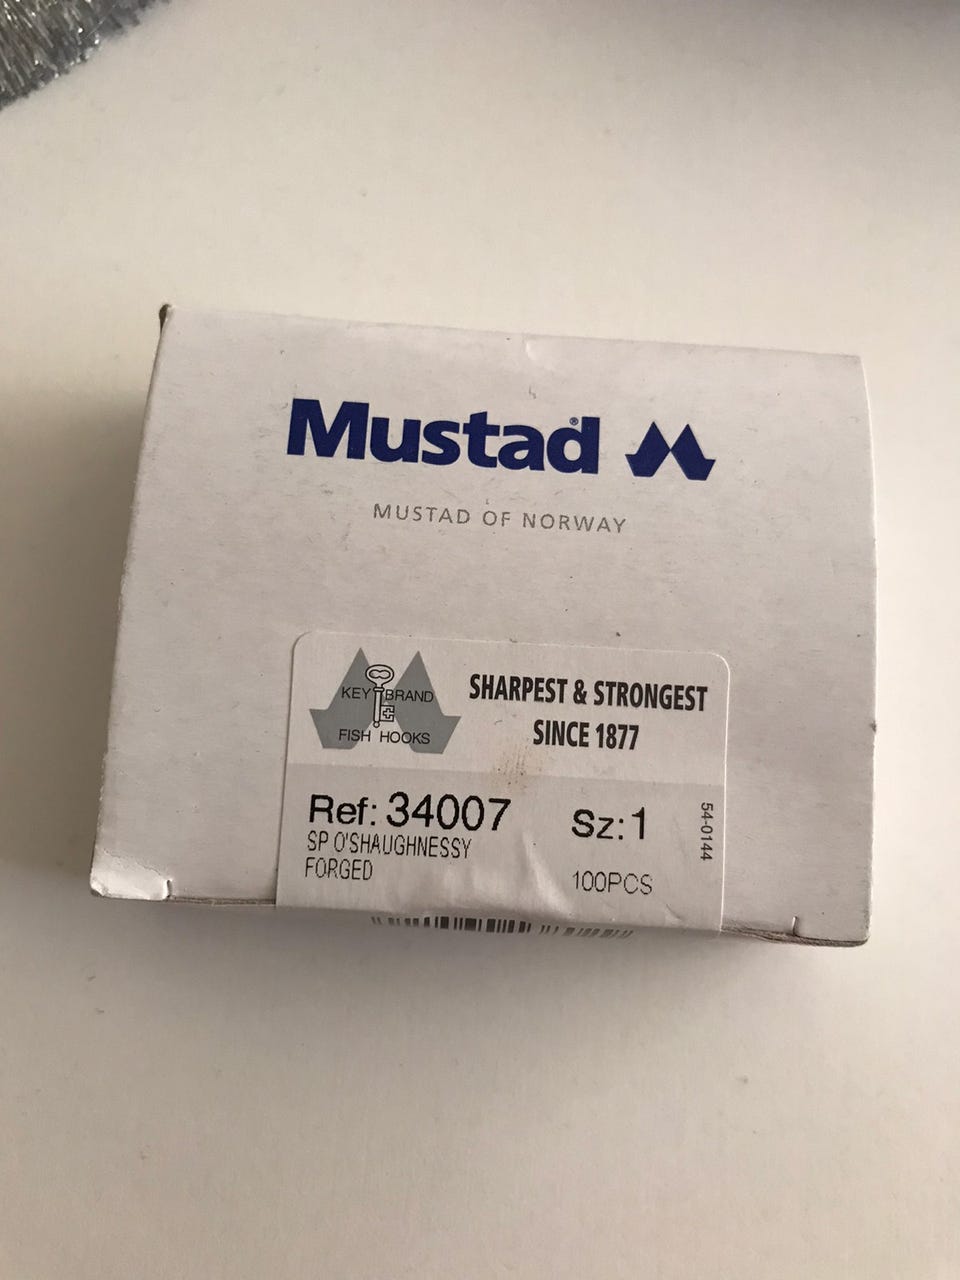 Mustad®
MUSTAD OF NORWAY
KEY BRAND
FISH HOOKS
SHARPEST & STRONGEST
SINCE 1877
Ref: 34007
SP O'SHAUGHNESSY
FORGED
Sz: 1
100PCS
54-0144